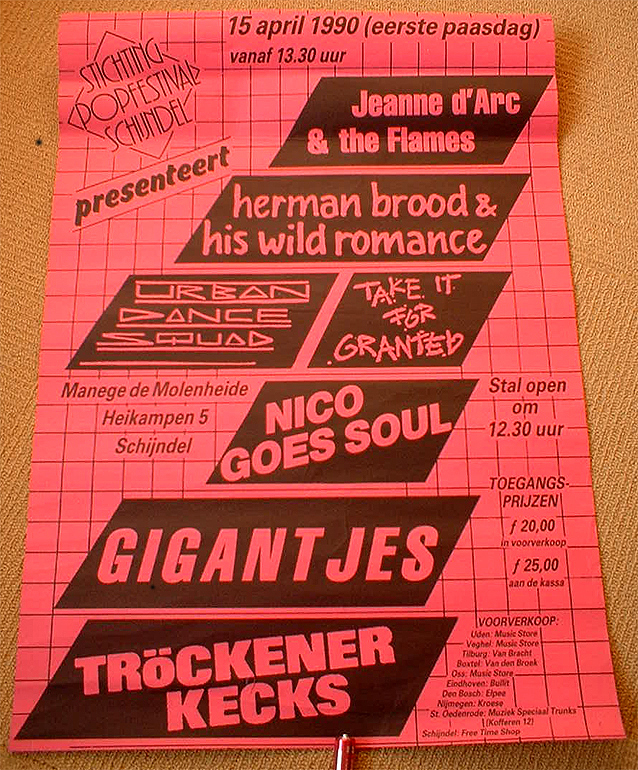 STICHTING
POPFESTIVAL
SCHIJNDEL
presenteert
15 april 1990 (eerste paasdag)
vanaf 13.30 uur
Jeanne d'Arc
& the Flames
herman brood &
his wild romance
URBAN
DANCE
SQUAD
TAKE IT
FOR
GRANTED
Manege de Molenheide
Heikampen 5
Schijndel
NICO
GOES SOUL
Stal open
om
12.30 uur
GIGANTJES
TOEGANGS-
PRIJZEN
ƒ 20,00
in voorverkoop
ƒ 25,00
aan de kassa
TRöCKENER
KECKS
VOORVERKOOP:
Uden: Music Store
Veghel: Music Store
Tilburg: Van Bracht
Boxtel: Van den Broek
Oss: Music Store
Eindhoven: Bullit
Den Bosch: Elpee
Nijmegen: Kroese
St. Oedenrode: Muziek Speciaal Trunks
(Kofferen 12)
Schijndel: Free Time Shop